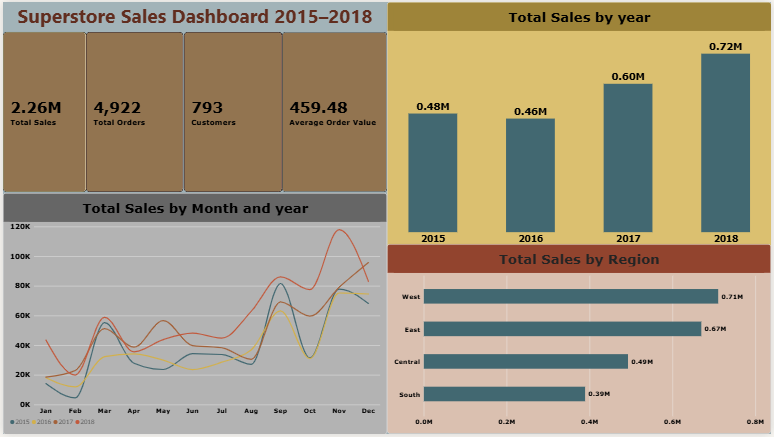 Superstore Sales Dashboard 2015–2018
2.26M
Total Sales
4,922
Total Orders
793
Customers
459.48
Average Order Value
Total Sales by year
0.48M
0.46M
0.60M
0.72M
2015 2016 2017 2018
Total Sales by Month and year
120K
100K
80K
60K
40K
20K
0K
Jan Feb Mar Apr May Jun Jul Aug Sep Oct Nov Dec
2015 2016 2017 2018
Total Sales by Region
West 0.71M
East 0.67M
Central 0.49M
South 0.39M
0.0M 0.2M 0.4M 0.6M 0.8M